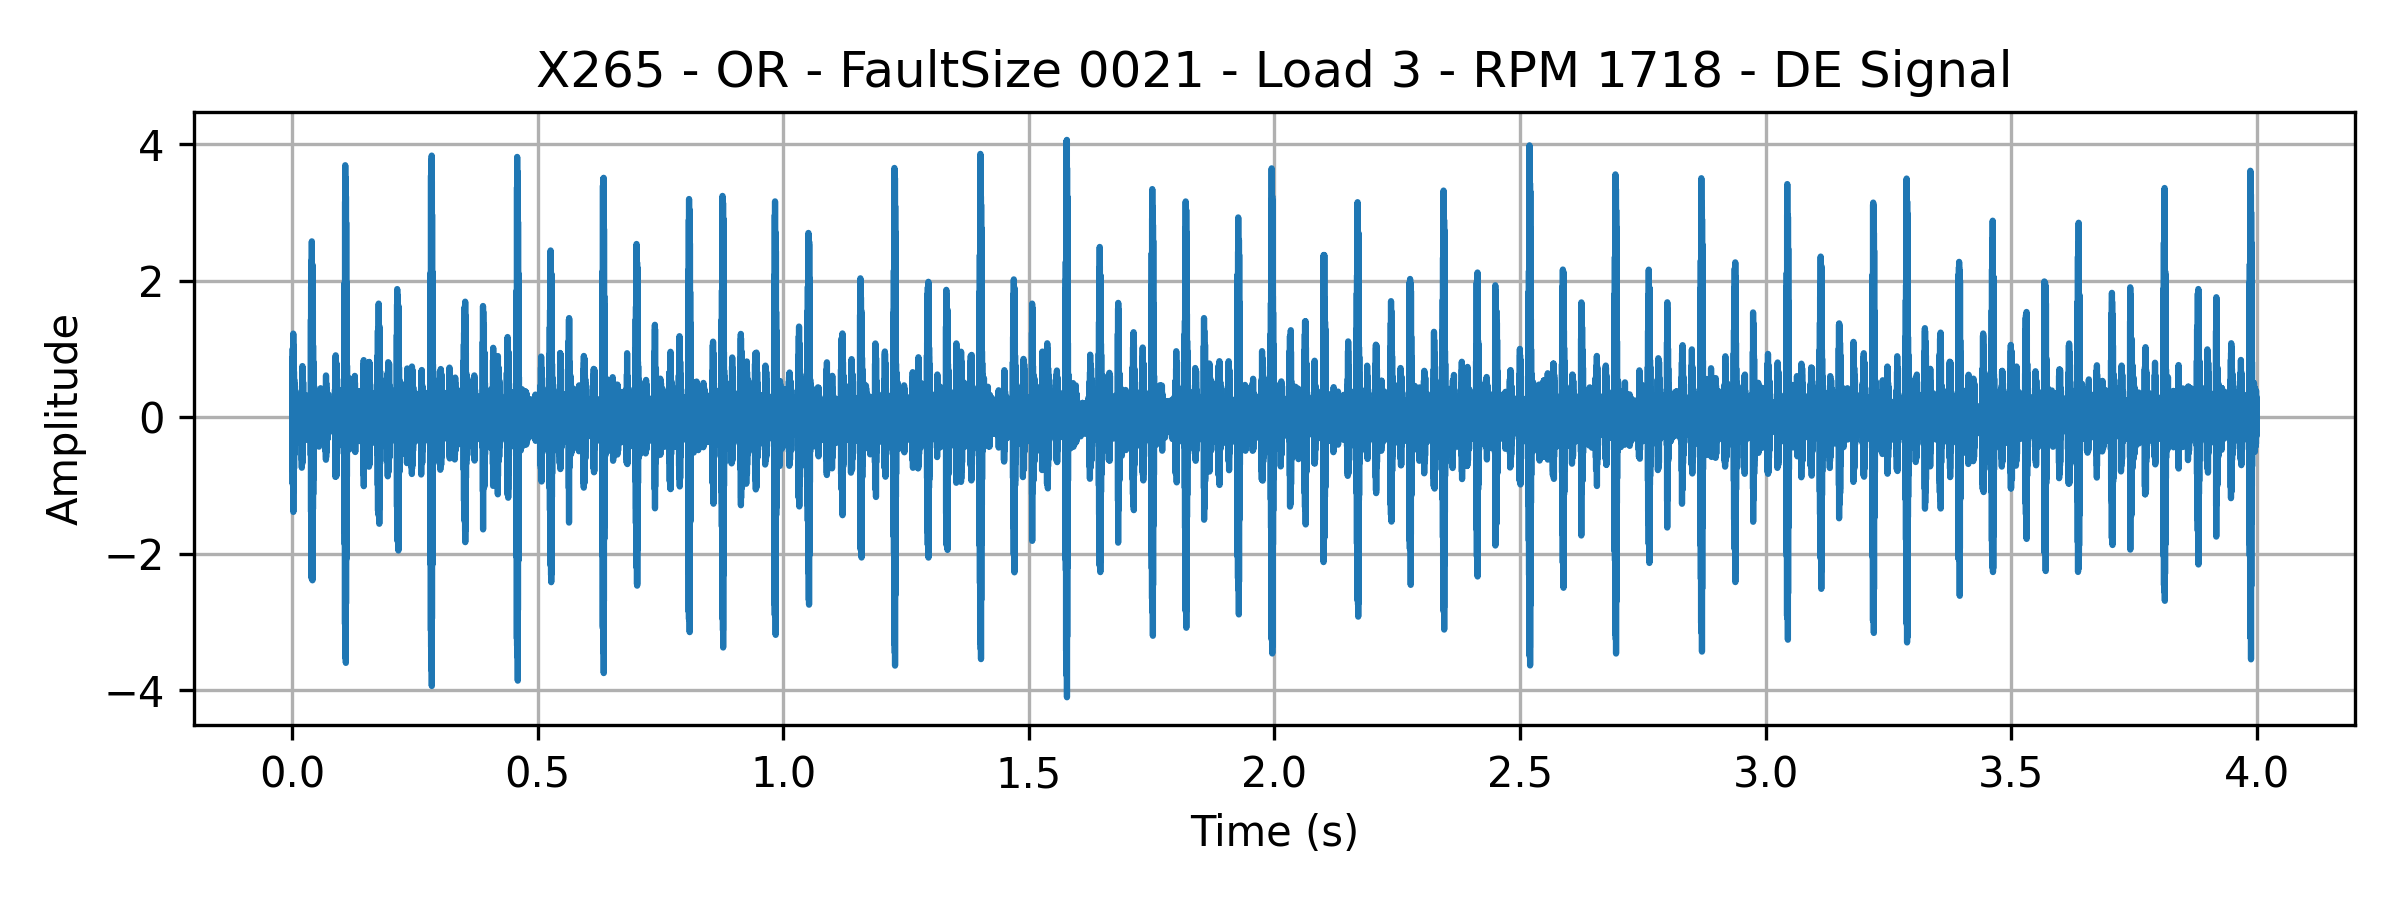 X265 - OR - FaultSize 0021 - Load 3 - RPM 1718 - DE Signal
4
2
0
−2
−4
Amplitude
0.0 0.5 1.0 1.5 2.0 2.5 3.0 3.5 4.0
Time (s)